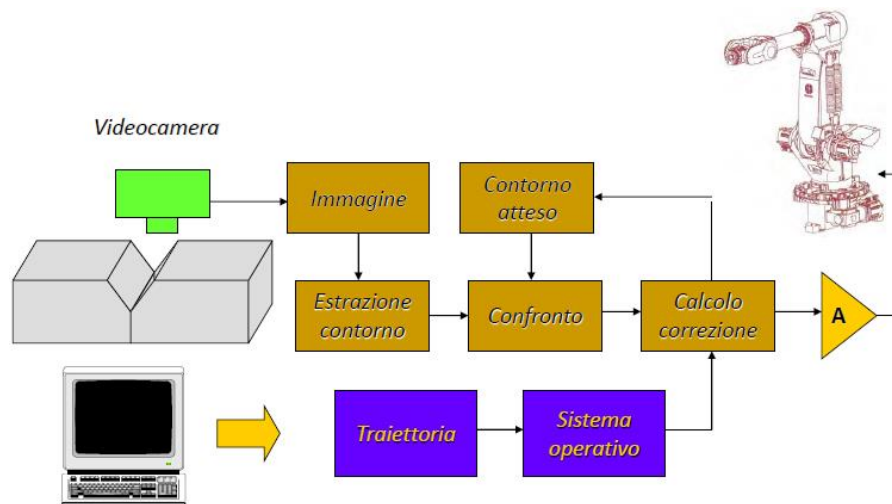 Videocamera
Immagine
Contorno
atteso
Estrazione
contorno
Confronto
Calcolo
correzione
A
Traiettoria
Sistema
operativo